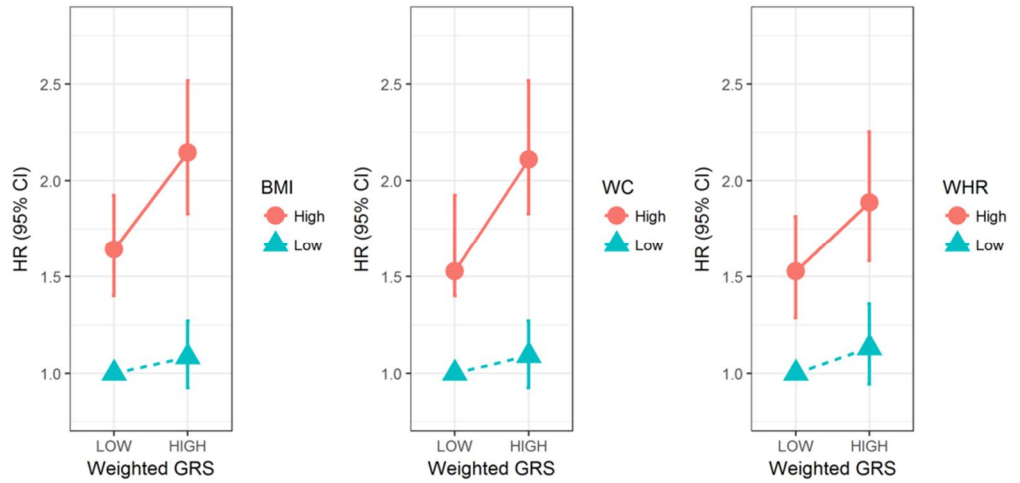 HR (95% CI)
2.5
2.0
1.5
1.0
LOW HIGH
Weighted GRS
BMI
High
Low
HR (95% CI)
2.5
2.0
1.5
1.0
LOW HIGH
Weighted GRS
WC
High
Low
HR (95% CI)
2.5
2.0
1.5
1.0
LOW HIGH
Weighted GRS
WHR
High
Low